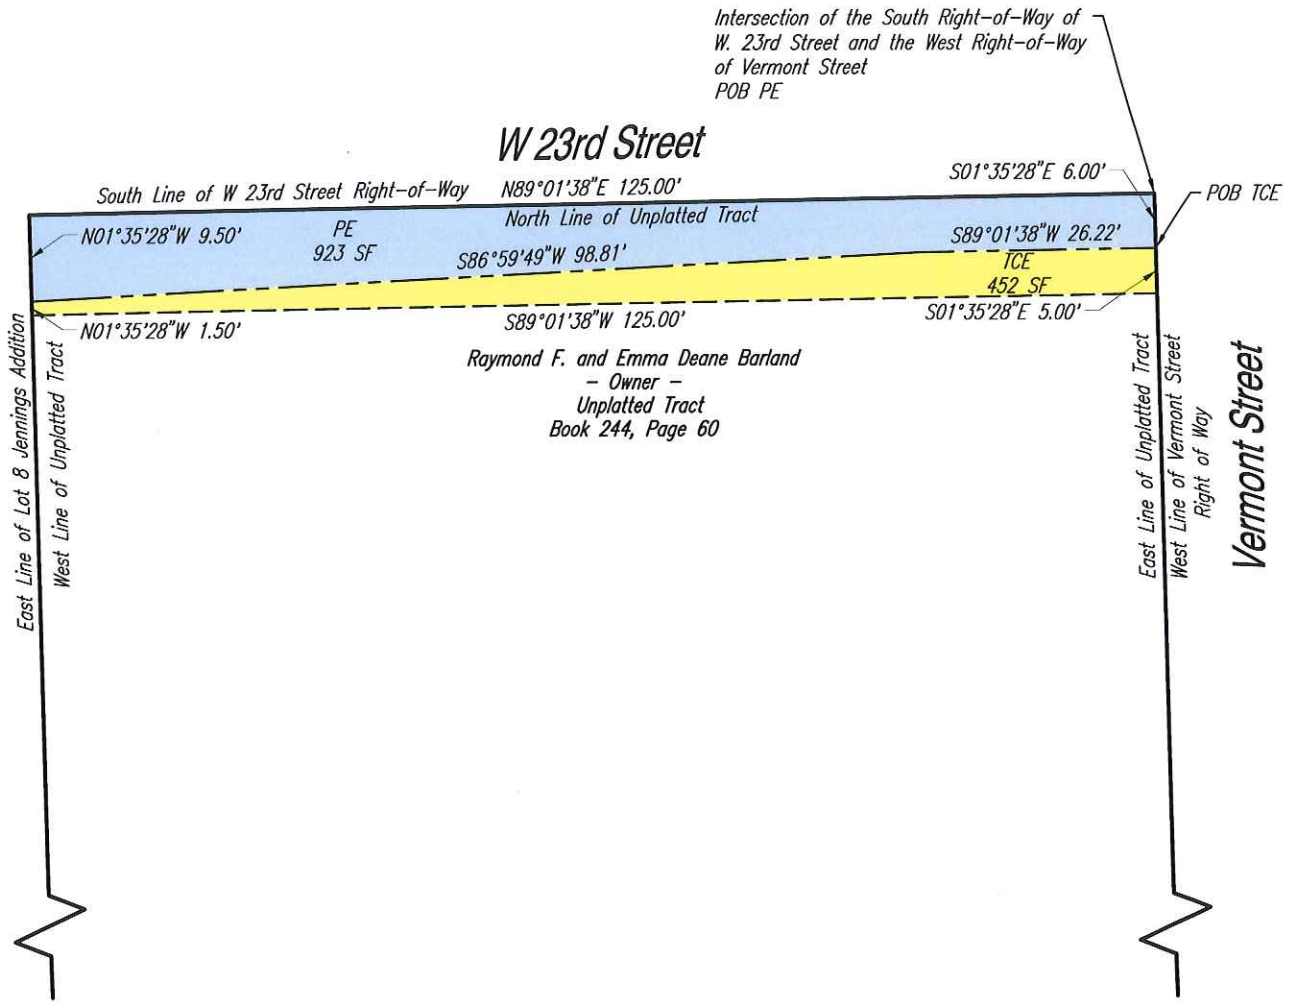 Intersection of the South Right-of-Way of
W. 23rd Street and the West Right-of-Way
of Vermont Street
POB PE
W 23rd Street
South Line of W 23rd Street Right-of-Way
N89°01'38"E 125.00'
S01°35'28"E 6.00'
POB TCE
North Line of Unplatted Tract
N01°35'28"W 9.50'
PE
923 SF
S86°59'49"W 98.81'
S89°01'38"W 26.22'
TCE
452 SF
S01°35'28"E 5.00'
N01°35'28"W 1.50'
S89°01'38"W 125.00'
Raymond F. and Emma Deane Barland
- Owner -
Unplatted Tract
Book 244, Page 60
East Line of Lot 8 Jennings Addition
West Line of Unplatted Tract
East Line of Unplatted Tract
West Line of Vermont Street
Right of Way
Vermont Street